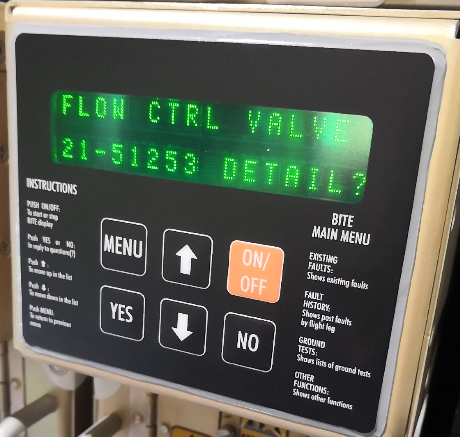 FLOW CTRL VALVE
21-51253 DETAIL?
INSTRUCTIONS
PUSH ON/OFF:
To start or stop
BITE display
Push YES or NO:
to reply to question(?)
Push ⬆:
To move up in the list
Push ⬇:
To move down in the list
Push MENU
To return to previous
menu
MENU
⬆
ON/
OFF
YES
⬇
NO
BITE
MAIN MENU
EXISTING
FAULTS:
Shows existing faults
FAULT
HISTORY:
Shows past faults
by flight leg
GROUND
TESTS:
Shows lists of ground tests
OTHER
FUNCTIONS:
Shows other functions